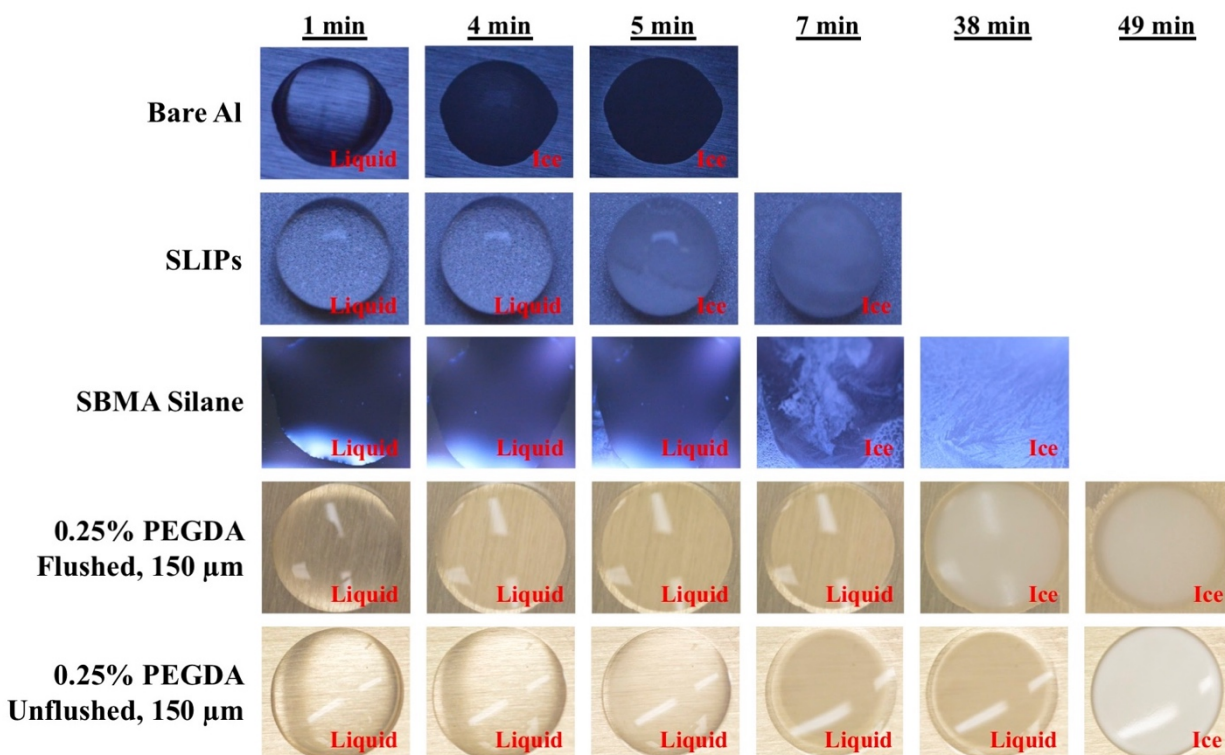 1 min 4 min 5 min 7 min 38 min 49 min
Bare Al
Liquid Ice Ice
SLIPs
Liquid Liquid Ice Ice
SBMA Silane
Liquid Liquid Liquid Ice Ice
0.25% PEGDA
Flushed, 150 µm
Liquid Liquid Liquid Liquid Ice Ice
0.25% PEGDA
Unflushed, 150 µm
Liquid Liquid Liquid Liquid Liquid Ice